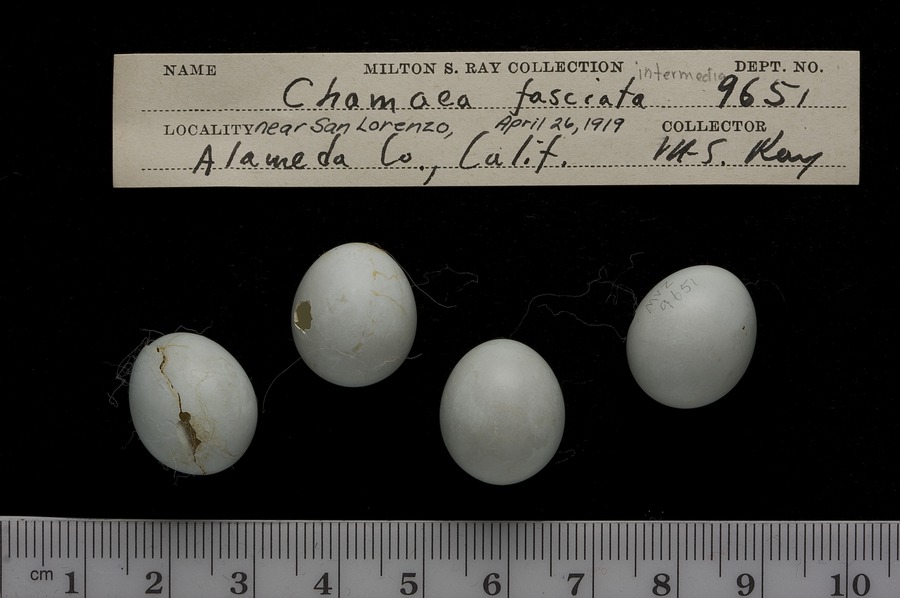 NAME MILTON S. RAY COLLECTION intermedia DEPT. NO.
Chamaea fasciata 9651
LOCALITY near San Lorenzo, April 26, 1919 COLLECTOR
Alameda Co., Calif. M.S. Ray
MVZ
9651
cm 1 2 3 4 5 6 7 8 9 10